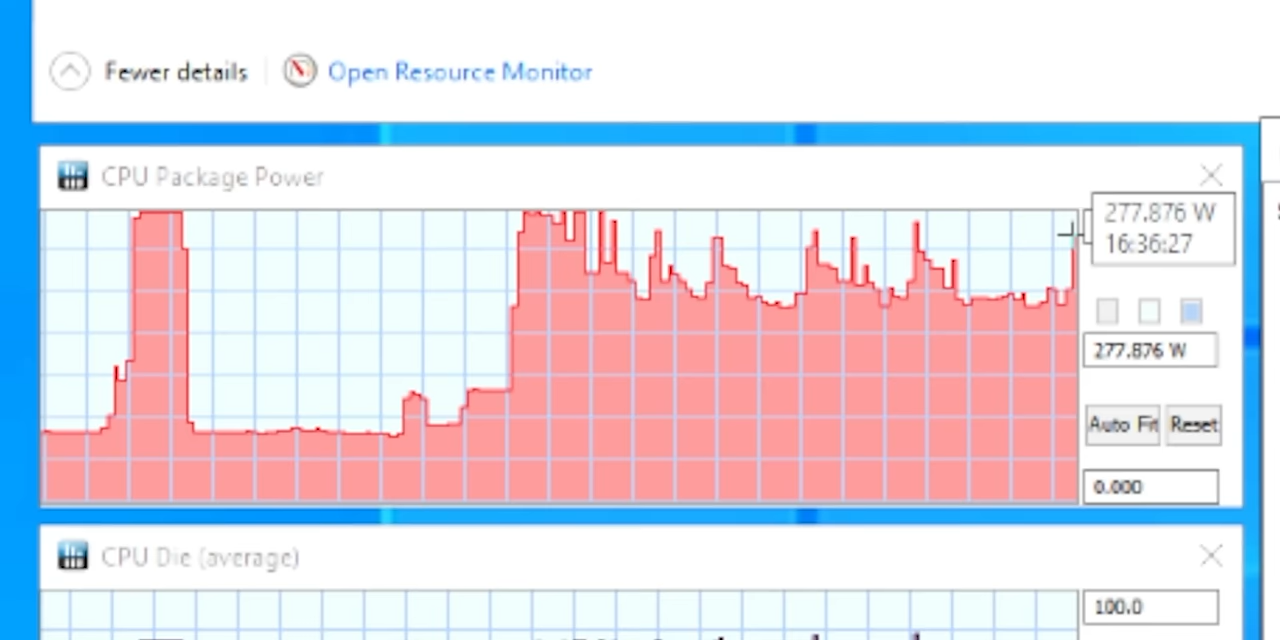 Fewer details Open Resource Monitor
CPU Package Power
277.876 W
16:36:27
277.876 W
Auto Fit Reset
0.000
CPU Die (average)
100.0